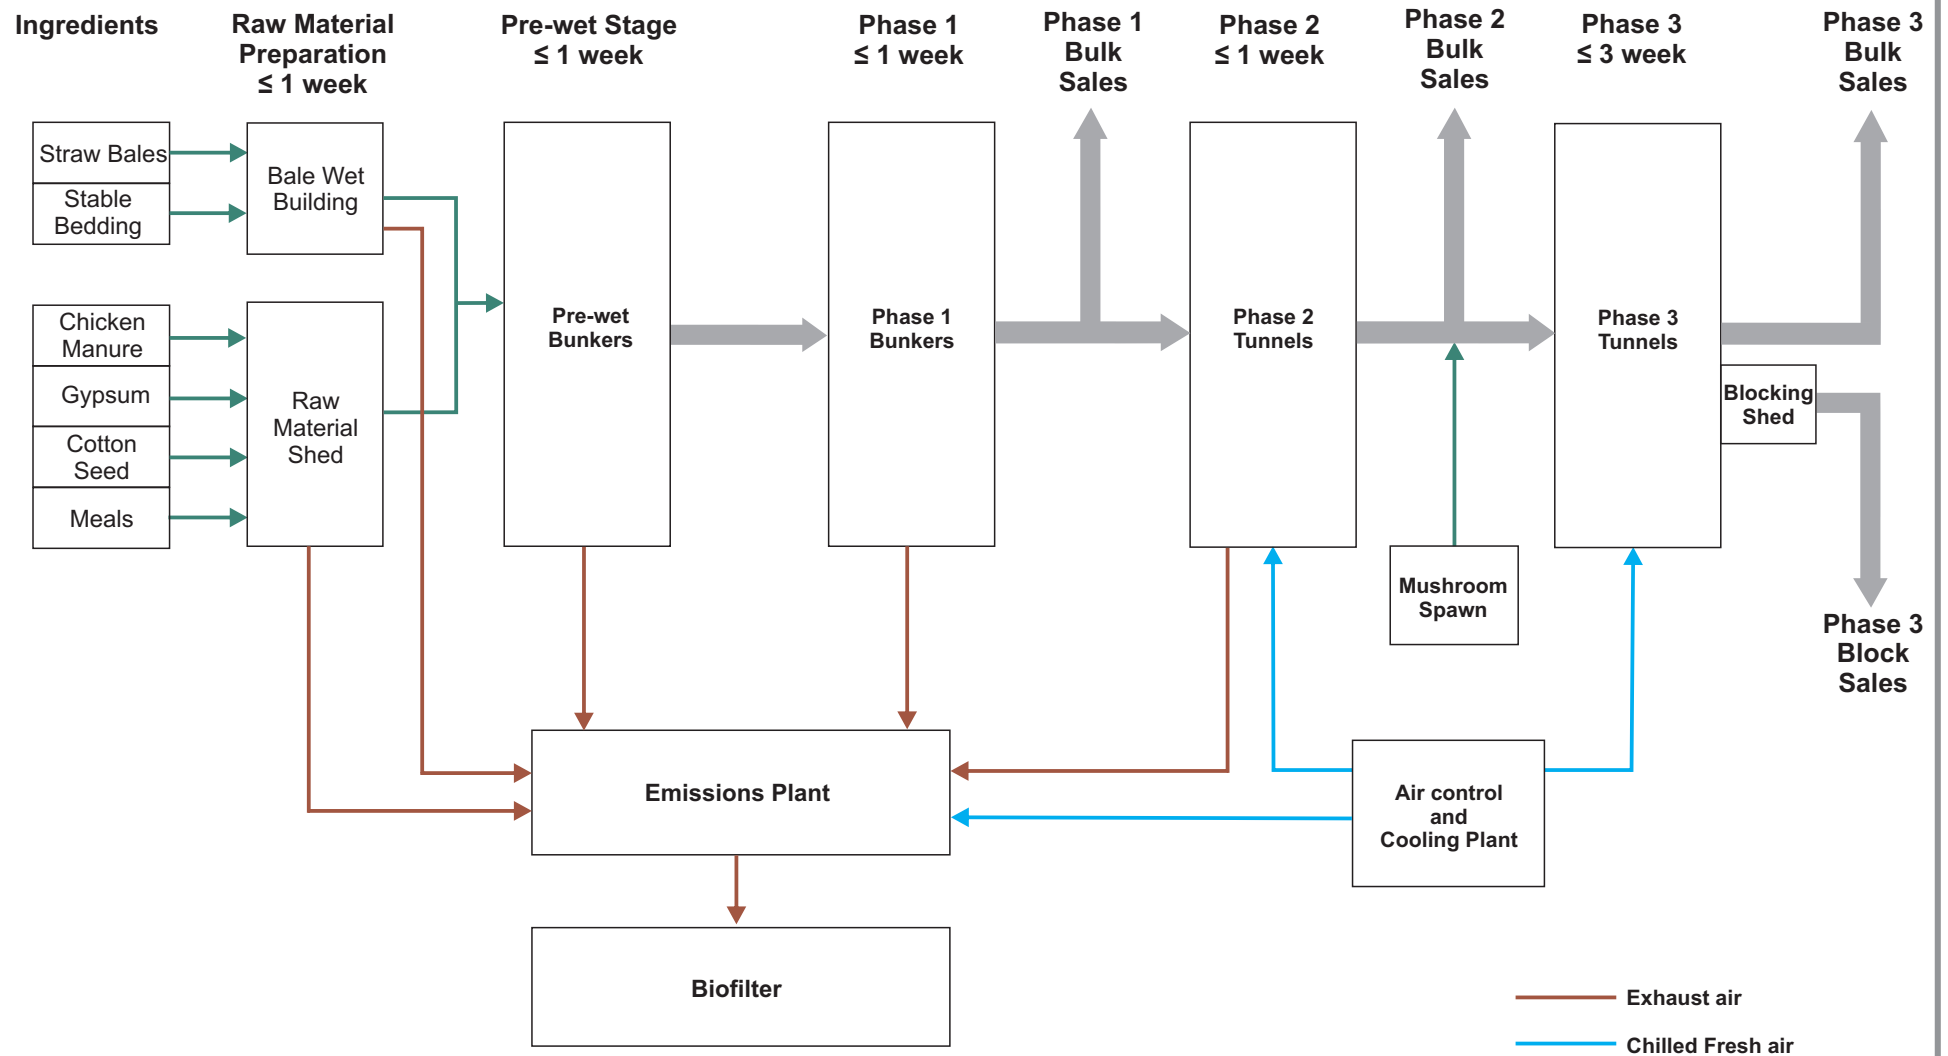 Ingredients
Raw Material
Preparation
≤ 1 week
Pre-wet Stage
≤ 1 week
Phase 1
≤ 1 week
Phase 1
Bulk
Sales
Phase 2
≤ 1 week
Phase 2
Bulk
Sales
Phase 3
≤ 3 week
Phase 3
Bulk
Sales
Straw Bales
Stable
Bedding
Chicken
Manure
Gypsum
Cotton
Seed
Meals
Bale Wet
Building
Raw
Material
Shed
Pre-wet
Bunkers
Phase 1
Bunkers
Phase 2
Tunnels
Phase 3
Tunnels
Blocking
Shed
Mushroom
Spawn
Phase 3
Block
Sales
Emissions Plant
Air control
and
Cooling Plant
Biofilter
Exhaust air
Chilled Fresh air